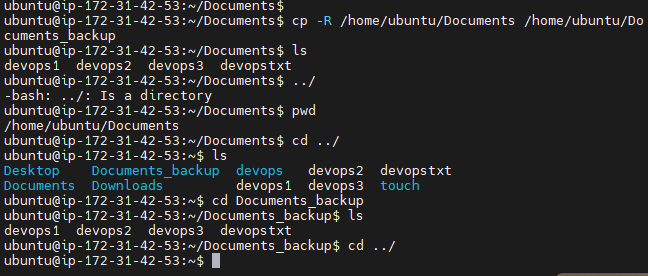 ubuntu@ip-172-31-42-53:~/Documents$
ubuntu@ip-172-31-42-53:~/Documents$ cp -R /home/ubuntu/Documents /home/ubuntu/Do
cuments_backup
ubuntu@ip-172-31-42-53:~/Documents$ ls
devops1  devops2  devops3  devopstxt
ubuntu@ip-172-31-42-53:~/Documents$ ../
-bash: ../: Is a directory
ubuntu@ip-172-31-42-53:~/Documents$ pwd
/home/ubuntu/Documents
ubuntu@ip-172-31-42-53:~/Documents$ cd ../
ubuntu@ip-172-31-42-53:~$ ls
Desktop    Documents_backup  devops   devops2  devopstxt
Documents  Downloads         devops1  devops3  touch
ubuntu@ip-172-31-42-53:~$ cd Documents_backup
ubuntu@ip-172-31-42-53:~/Documents_backup$ ls
devops1  devops2  devops3  devopstxt
ubuntu@ip-172-31-42-53:~/Documents_backup$ cd ../
ubuntu@ip-172-31-42-53:~$